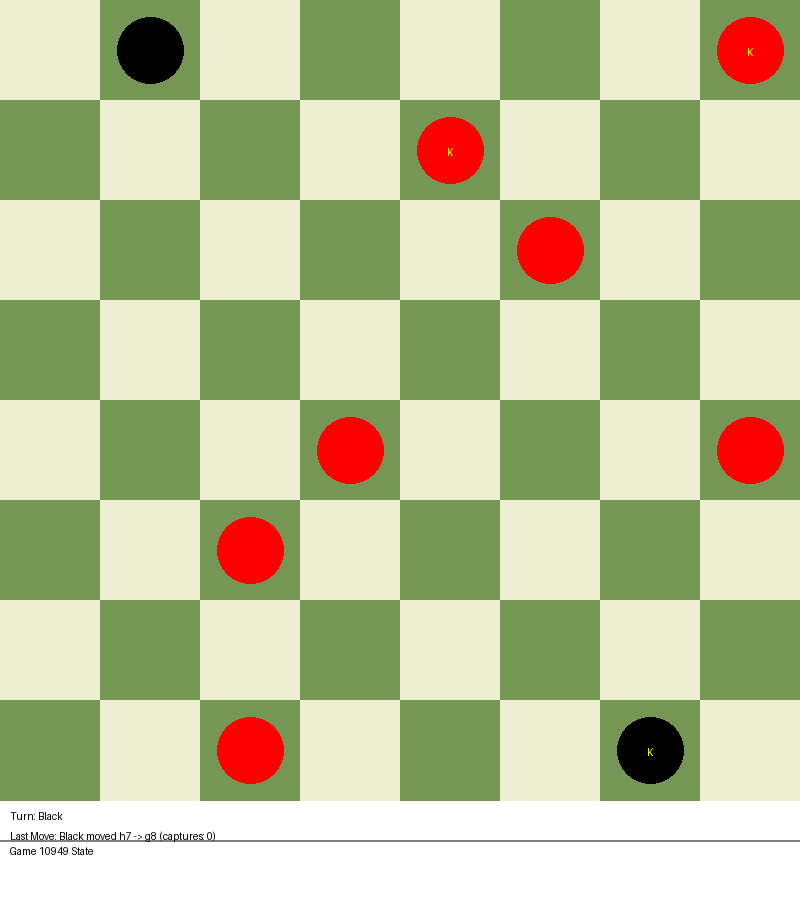 K
K
K
Turn: Black
Last Move: Black moved h7 -> g8 (captures: 0)
Game 10949 State